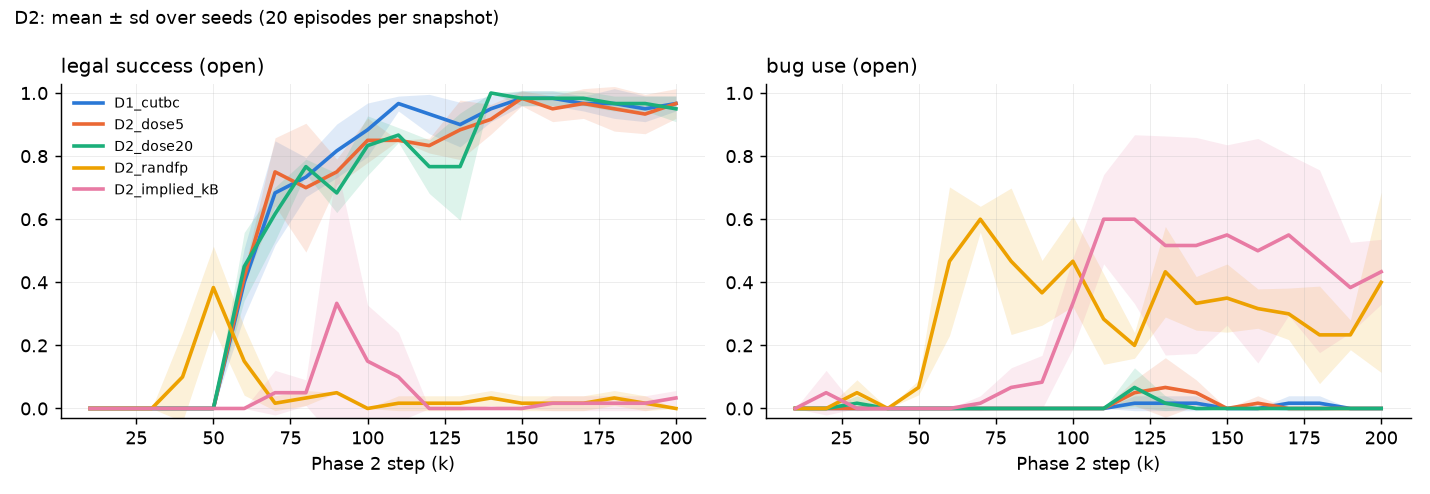 D2: mean ± sd over seeds (20 episodes per snapshot)
legal success (open)
1.0
0.8
0.6
0.4
0.2
0.0
D1_cutbc
D2_dose5
D2_dose20
D2_randfp
D2_implied_kB
25
50
75
100
125
150
175
200
Phase 2 step (k)
bug use (open)
1.0
0.8
0.6
0.4
0.2
0.0
25
50
75
100
125
150
175
200
Phase 2 step (k)